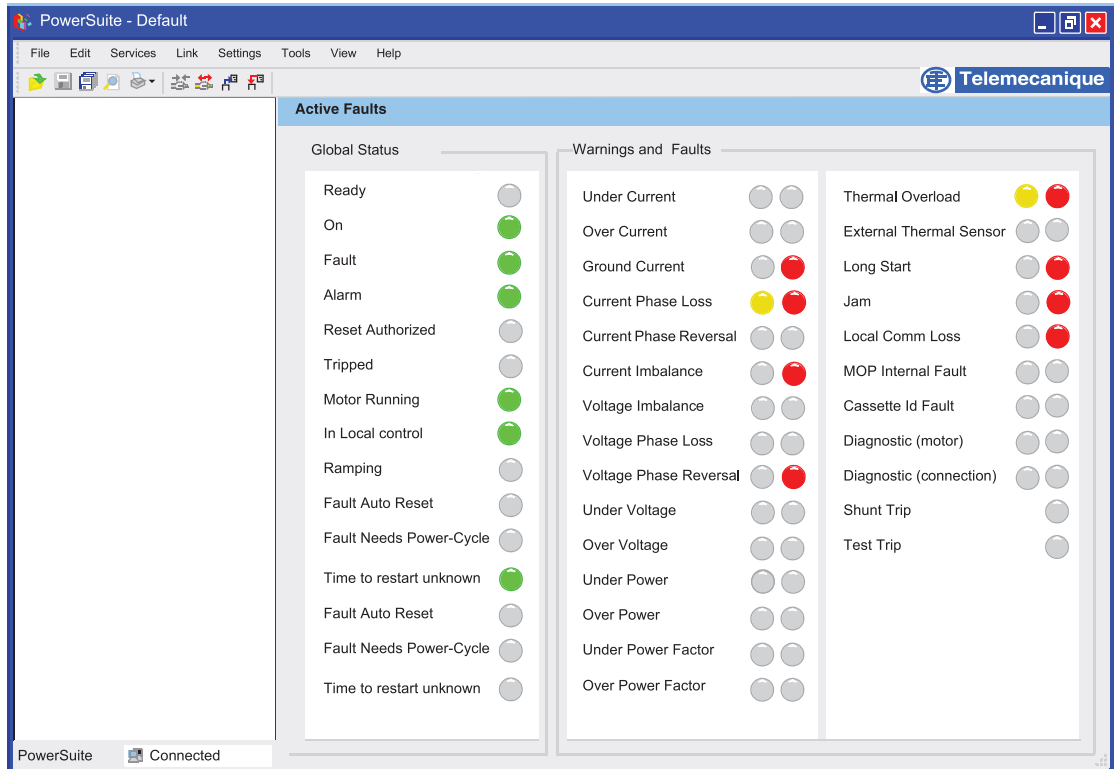 PowerSuite - Default
File Edit Services Link Settings Tools View Help
Telemecanique
Active Faults
Global Status
Ready
On
Fault
Alarm
Reset Authorized
Tripped
Motor Running
In Local control
Ramping
Fault Auto Reset
Fault Needs Power-Cycle
Time to restart unknown
Fault Auto Reset
Fault Needs Power-Cycle
Time to restart unknown
Warnings and Faults
Under Current
Over Current
Ground Current
Current Phase Loss
Current Phase Reversal
Current Imbalance
Voltage Imbalance
Voltage Phase Loss
Voltage Phase Reversal
Under Voltage
Over Voltage
Under Power
Over Power
Under Power Factor
Over Power Factor
Thermal Overload
External Thermal Sensor
Long Start
Jam
Local Comm Loss
MOP Internal Fault
Cassette Id Fault
Diagnostic (motor)
Diagnostic (connection)
Shunt Trip
Test Trip
PowerSuite Connected